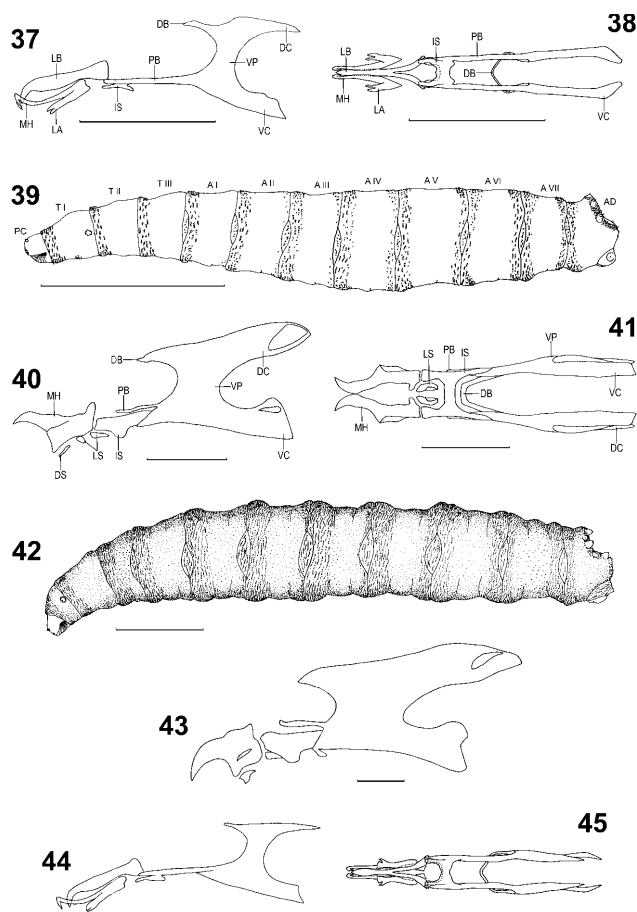 37
DB
DC
LB
PB
VP
IS
MH
LA
VC
38
LB
IS
PB
DB
MH
LA
VC
39
PC
T I
T II
T III
A I
A II
A III
A IV
A V
A VI
A VII
AD
40
DB
DC
MH
PB
VP
DS
LS
IS
VC
41
LS
PB
IS
VP
DB
VC
MH
DC
42
43
44
45